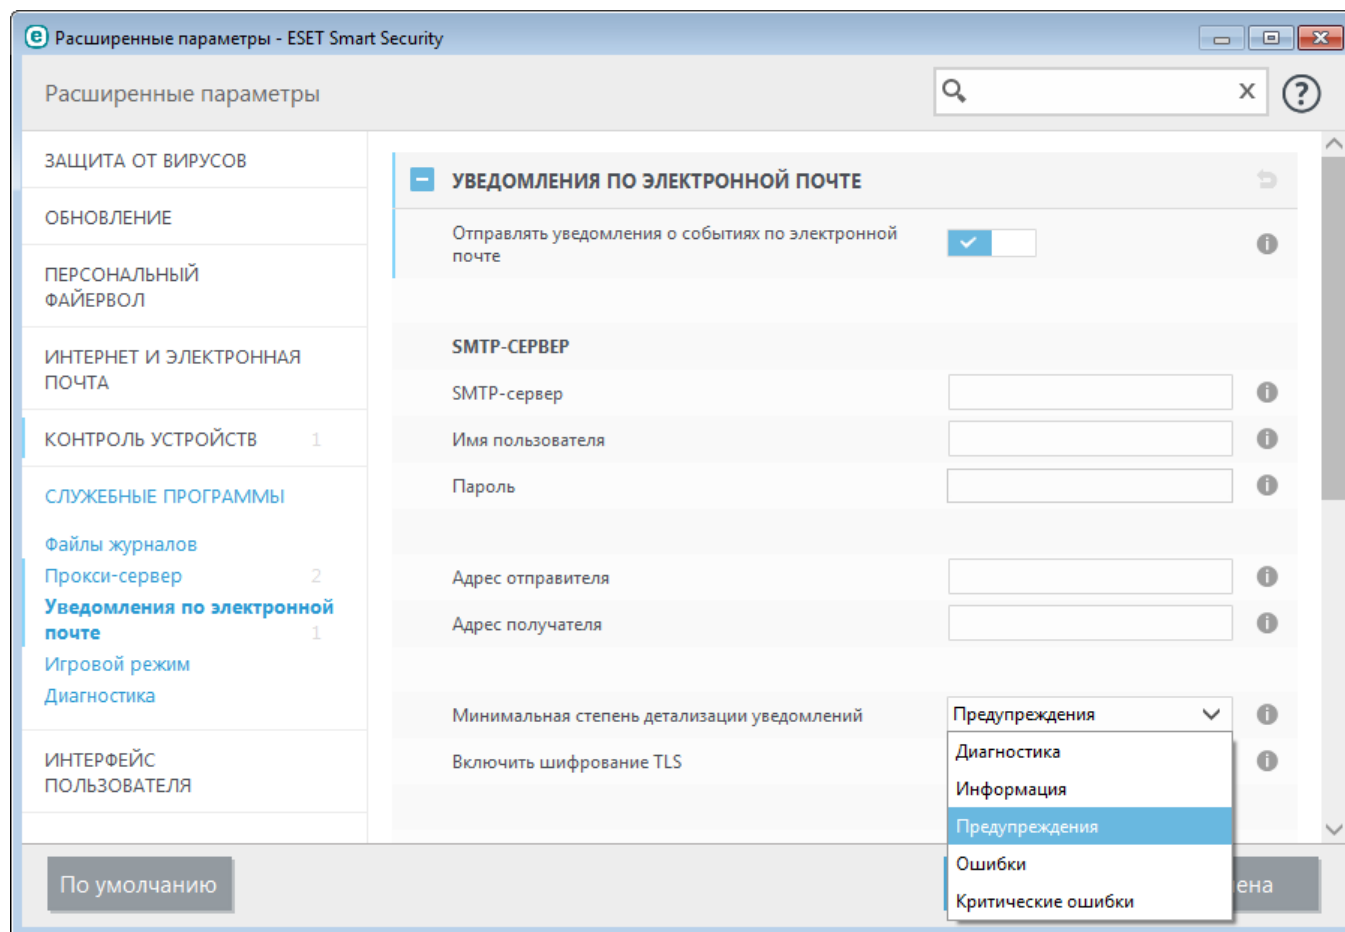 Расширенные параметры - ESET Smart Security
Расширенные параметры
ЗАЩИТА ОТ ВИРУСОВ
ОБНОВЛЕНИЕ
ПЕРСОНАЛЬНЫЙ
ФАЙЕРВОЛ
ИНТЕРНЕТ И ЭЛЕКТРОННАЯ
ПОЧТА
КОНТРОЛЬ УСТРОЙСТВ 1
СЛУЖЕБНЫЕ ПРОГРАММЫ
Файлы журналов
Прокси-сервер 2
Уведомления по электронной
почте 1
Игровой режим
Диагностика
ИНТЕРФЕЙС
ПОЛЬЗОВАТЕЛЯ
УВЕДОМЛЕНИЯ ПО ЭЛЕКТРОННОЙ ПОЧТЕ
Отправлять уведомления о событиях по электронной
почте
SMTP-СЕРВЕР
SMTP-сервер
Имя пользователя
Пароль
Адрес отправителя
Адрес получателя
Минимальная степень детализации уведомлений Предупреждения
Включить шифрование TLS
Диагностика
Информация
Предупреждения
Ошибки
Критические ошибки
По умолчанию